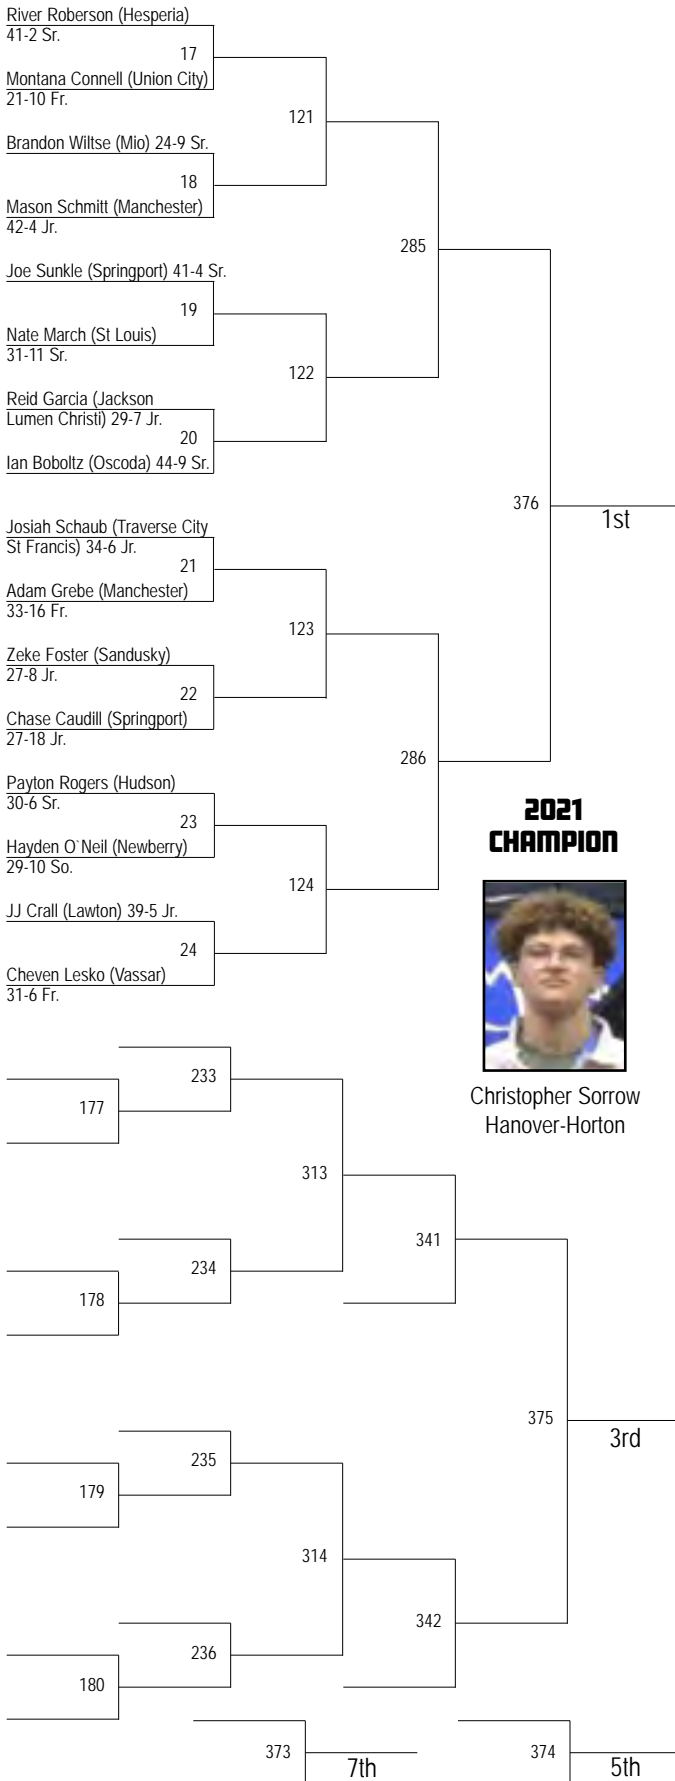 River Roberson (Hesperia)
41-2 Sr.
17
Montana Connell (Union City)
21-10 Fr.
121
Brandon Wiltse (Mio) 24-9 Sr.
18
Mason Schmitt (Manchester)
42-4 Jr.
285
Joe Sunkle (Springport) 41-4 Sr.
19
Nate March (St Louis)
31-11 Sr.
122
Reid Garcia (Jackson
Lumen Christi) 29-7 Jr.
20
Ian Boboltz (Oscoda) 44-9 Sr.
376
1st
Josiah Schaub (Traverse City
St Francis) 34-6 Jr.
21
Adam Grebe (Manchester)
33-16 Fr.
123
Zeke Foster (Sandusky)
27-8 Jr.
22
Chase Caudill (Springport)
27-18 Jr.
286
Payton Rogers (Hudson)
30-6 Sr.
23
Hayden O`Neil (Newberry)
29-10 So.
124
JJ Crall (Lawton) 39-5 Jr.
24
Cheven Lesko (Vassar)
31-6 Fr.
2021
CHAMPION
Christopher Sorrow
Hanover-Horton
233
177
313
234
178
341
375
3rd
235
179
314
236
180
342
373
7th
374
5th